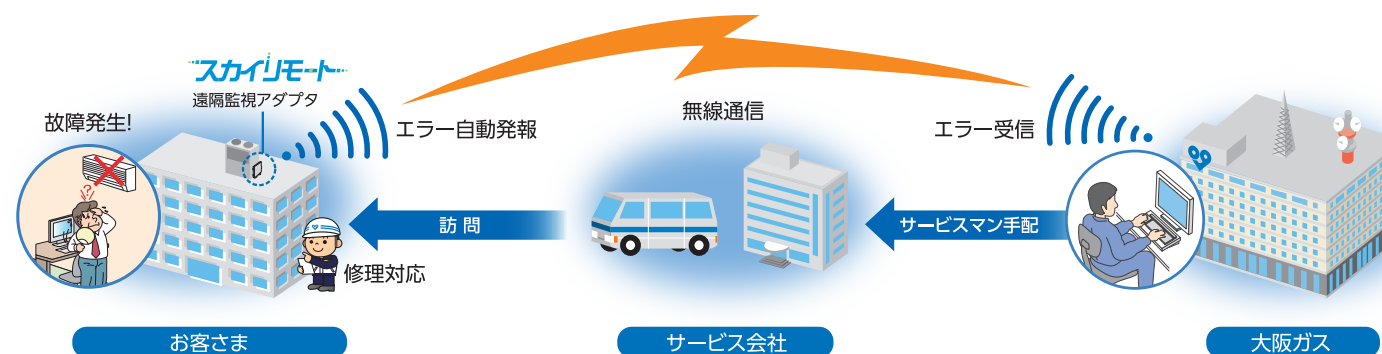 スカイリモート
遠隔監視アダプタ
故障発生!
エラー自動発報
無線通信
エラー受信
?
訪問
サービスマン手配
修理対応
お客さま
サービス会社
大阪ガス